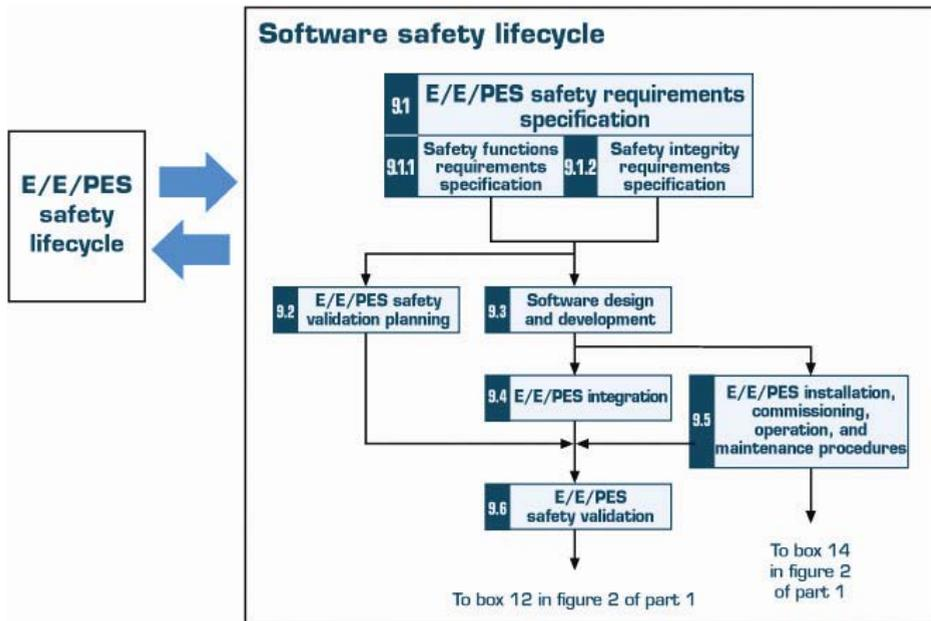 Software safety lifecycle
E/E/PES
safety
lifecycle
9.1
E/E/PES safety requirements
specification
9.1.1
Safety functions
requirements
specification
9.1.2
Safety integrity
requirements
specification
9.2
E/E/PES safety
validation planning
9.3
Software design
and development
9.4
E/E/PES integration
9.5
E/E/PES installation,
commissioning,
operation, and
maintenance procedures
9.6
E/E/PES
safety validation
To box 14
in figure 2
of part 1
To box 12 in figure 2 of part 1